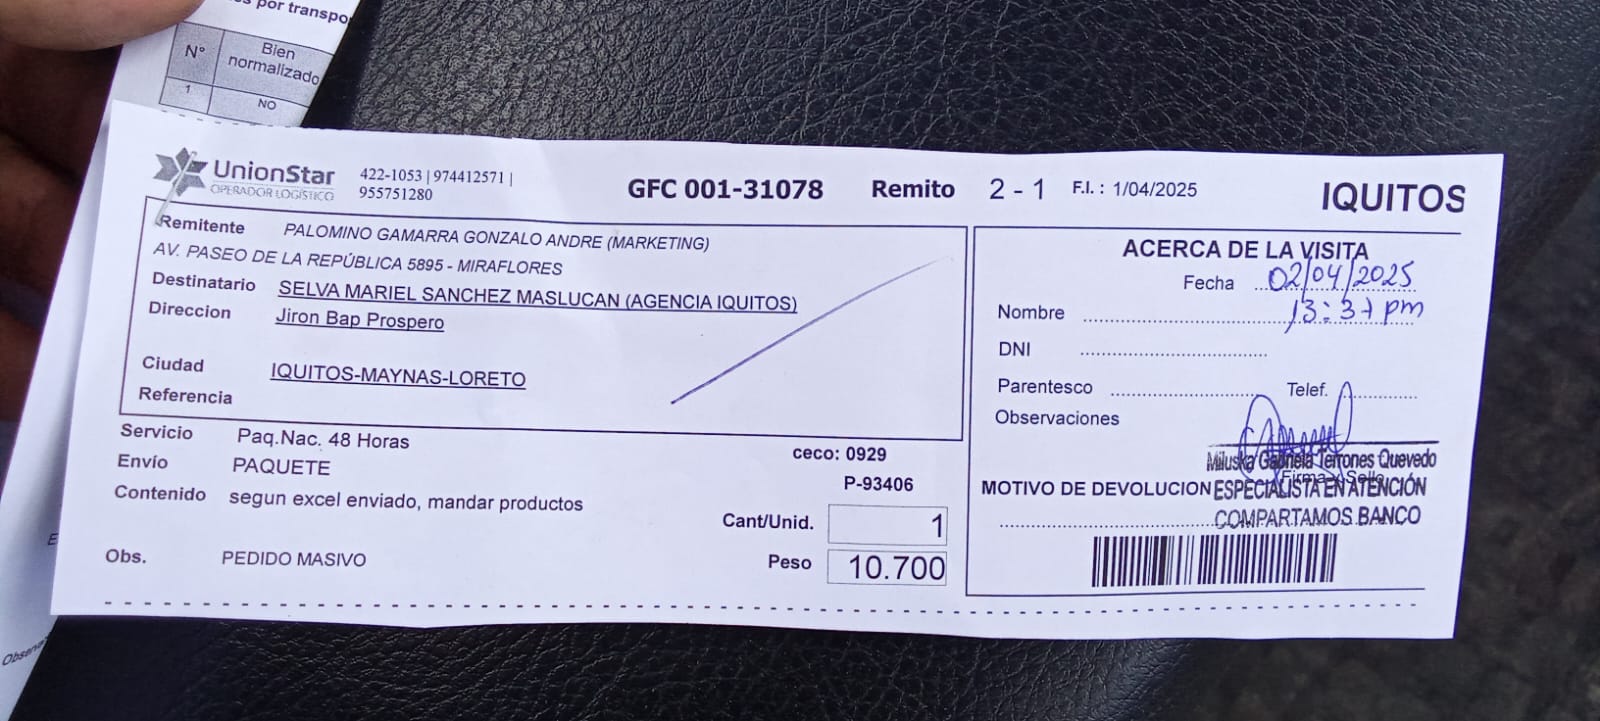 por transpo
N° Bien normalizado
1 NO
UnionStar
OPERADOR LOGÍSTICO
422-1053 | 974412571 |
955751280
GFC 001-31078 Remito 2 - 1 F.I. : 1/04/2025 IQUITOS
Remitente PALOMINO GAMARRA GONZALO ANDRE (MARKETING)
AV. PASEO DE LA REPÚBLICA 5895 - MIRAFLORES
Destinatario SELVA MARIEL SANCHEZ MASLUCAN (AGENCIA IQUITOS)
Direccion Jiron Bap Prospero
Ciudad IQUITOS-MAYNAS-LORETO
Referencia
Servicio Paq.Nac. 48 Horas
Envío PAQUETE
Contenido segun excel enviado, mandar productos
Obs. PEDIDO MASIVO
ceco: 0929
P-93406
Cant/Unid. 1
Peso 10.700
ACERCA DE LA VISITA
Fecha 02/04/2025
Nombre 13:37 pm
DNI
Parentesco Telef.
Observaciones
Miluska Gabriela Terrones Quevedo
Firma y Sello
MOTIVO DE DEVOLUCION ESPECIALISTA EN ATENCIÓN
COMPARTAMOS BANCO